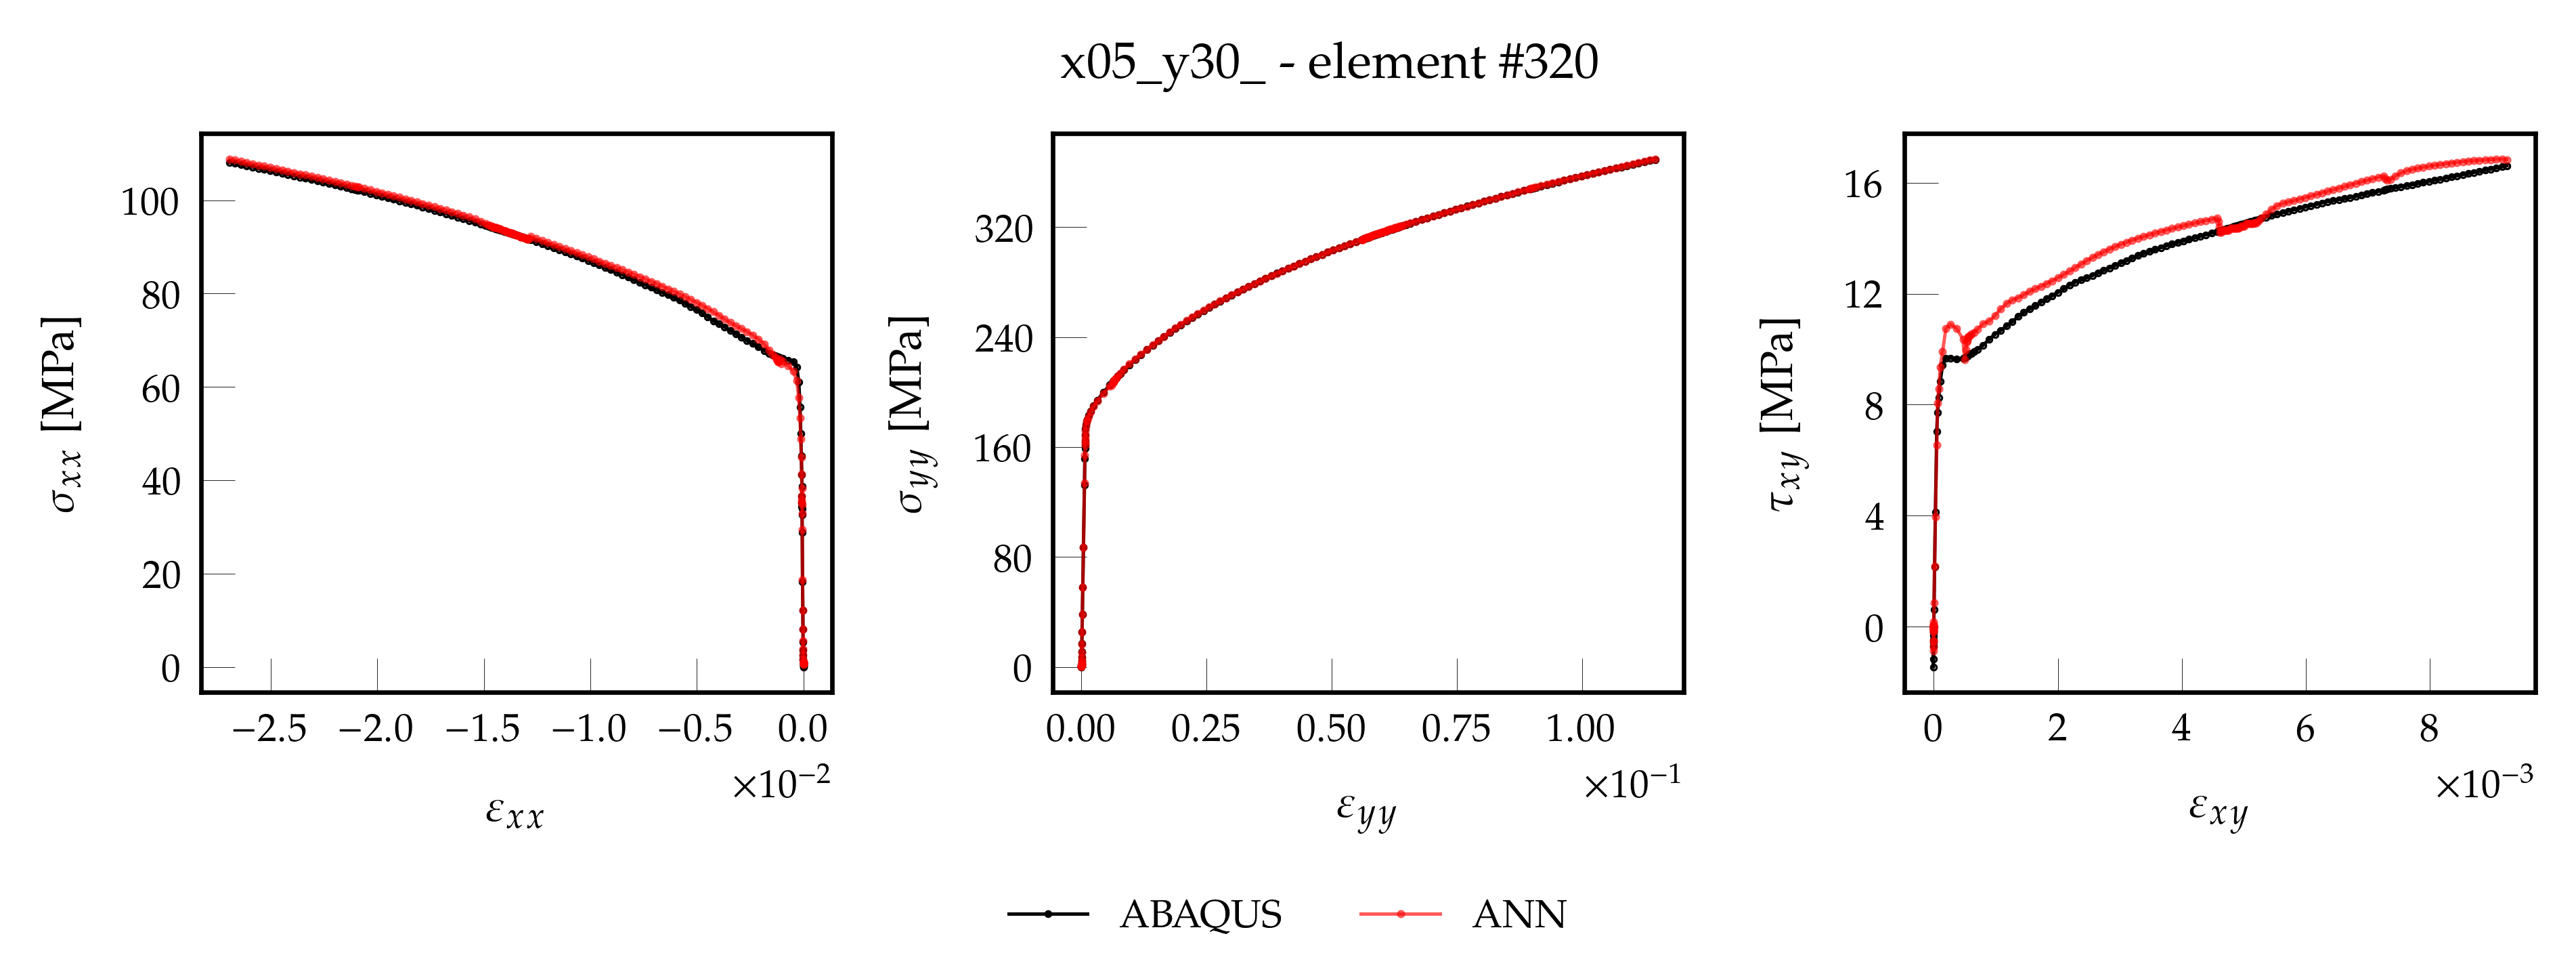 x05_y30_ - element #320
σxx [MPa]
100
80
60
40
20
0
−2.5 −2.0 −1.5 −1.0 −0.5 0.0
×10−2
εxx
σyy [MPa]
320
240
160
80
0
0.00 0.25 0.50 0.75 1.00
×10−1
εyy
τxy [MPa]
16
12
8
4
0
0 2 4 6 8
×10−3
εxy
ABAQUS ANN